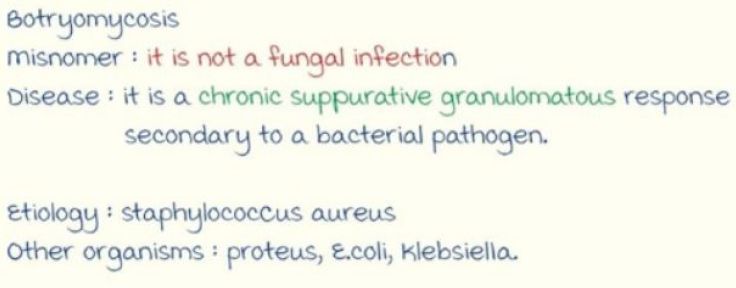 Botryomycosis
Misnomer : it is not a fungal infection
Disease : it is a chronic suppurative granulomatous response
secondary to a bacterial pathogen.
Etiology : staphylococcus aureus
Other organisms : proteus, E.coli, Klebsiella.